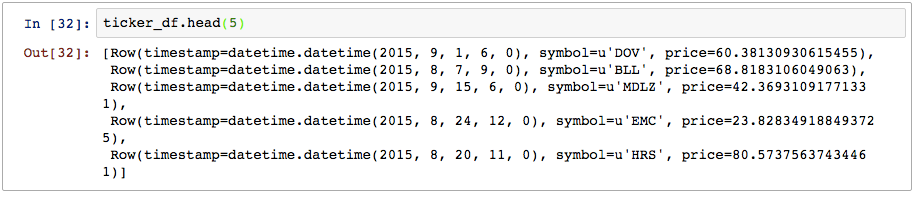 In [32]: ticker_df.head(5)
Out[32]: [Row(timestamp=datetime.datetime(2015, 9, 1, 6, 0), symbol=u'DOV', price=60.38130930615455),
Row(timestamp=datetime.datetime(2015, 8, 7, 9, 0), symbol=u'BLL', price=68.8183106049063),
Row(timestamp=datetime.datetime(2015, 9, 15, 6, 0), symbol=u'MDLZ', price=42.3693109177133
1),
Row(timestamp=datetime.datetime(2015, 8, 24, 12, 0), symbol=u'EMC', price=23.82834918849372
5),
Row(timestamp=datetime.datetime(2015, 8, 20, 11, 0), symbol=u'HRS', price=80.5737563743446
1)]